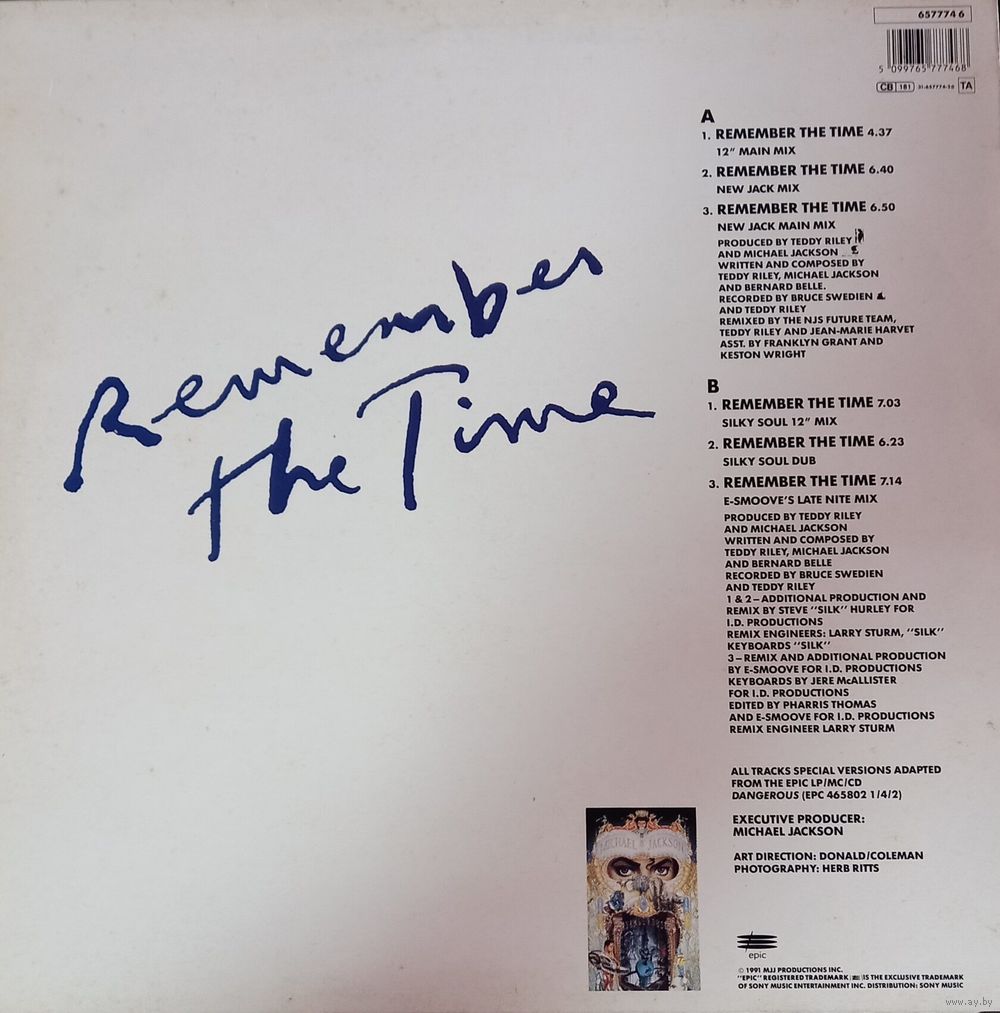 657774 6
5 099765 777468
CB 181 31-657774-20 TA
A
1. REMEMBER THE TIME 4.37
12" MAIN MIX
2. REMEMBER THE TIME 6.40
NEW JACK MIX
3. REMEMBER THE TIME 6.50
NEW JACK MAIN MIX
PRODUCED BY TEDDY RILEY
AND MICHAEL JACKSON
WRITTEN AND COMPOSED BY
TEDDY RILEY, MICHAEL JACKSON
AND BERNARD BELLE.
RECORDED BY BRUCE SWEDIEN
AND TEDDY RILEY
REMIXED BY THE NJS FUTURE TEAM,
TEDDY RILEY AND JEAN-MARIE HARVET
ASST. BY FRANKLYN GRANT AND
KESTON WRIGHT
Remember
the Time
B
1. REMEMBER THE TIME 7.03
SILKY SOUL 12" MIX
2. REMEMBER THE TIME 6.23
SILKY SOUL DUB
3. REMEMBER THE TIME 7.14
E-SMOOVE'S LATE NITE MIX
PRODUCED BY TEDDY RILEY
AND MICHAEL JACKSON
WRITTEN AND COMPOSED BY
TEDDY RILEY, MICHAEL JACKSON
AND BERNARD BELLE
RECORDED BY BRUCE SWEDIEN
AND TEDDY RILEY
1 & 2 – ADDITIONAL PRODUCTION AND
REMIX BY STEVE "SILK" HURLEY FOR
I.D. PRODUCTIONS
REMIX ENGINEERS: LARRY STURM, "SILK"
KEYBOARDS "SILK"
3 – REMIX AND ADDITIONAL PRODUCTION
BY E-SMOOVE FOR I.D. PRODUCTIONS
KEYBOARDS BY JERE McALLISTER
FOR I.D. PRODUCTIONS
EDITED BY PHARRIS THOMAS
AND E-SMOOVE FOR I.D. PRODUCTIONS
REMIX ENGINEER LARRY STURM
ALL TRACKS SPECIAL VERSIONS ADAPTED
FROM THE EPIC LP/MC/CD
DANGEROUS (EPC 465802 1/4/2)
EXECUTIVE PRODUCER:
MICHAEL JACKSON
ART DIRECTION: DONALD/COLEMAN
PHOTOGRAPHY: HERB RITTS
MICHAEL JACKSON
epic
© 1991 MJJ PRODUCTIONS INC.
"EPIC" REGISTERED TRADEMARK IS THE EXCLUSIVE TRADEMARK
OF SONY MUSIC ENTERTAINMENT INC. DISTRIBUTION: SONY MUSIC
www.ay.by